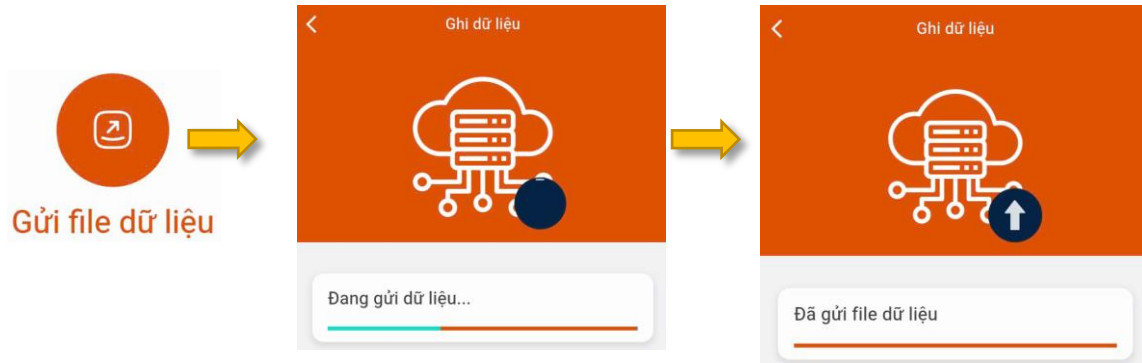 Gửi file dữ liệu
Ghi dữ liệu
Đang gửi dữ liệu...
Ghi dữ liệu
Đã gửi file dữ liệu